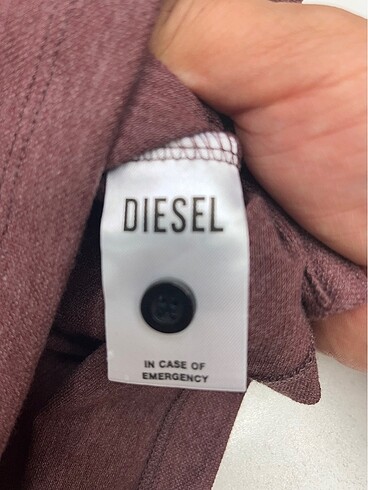 DIESEL
IN CASE OF
EMERGENCY